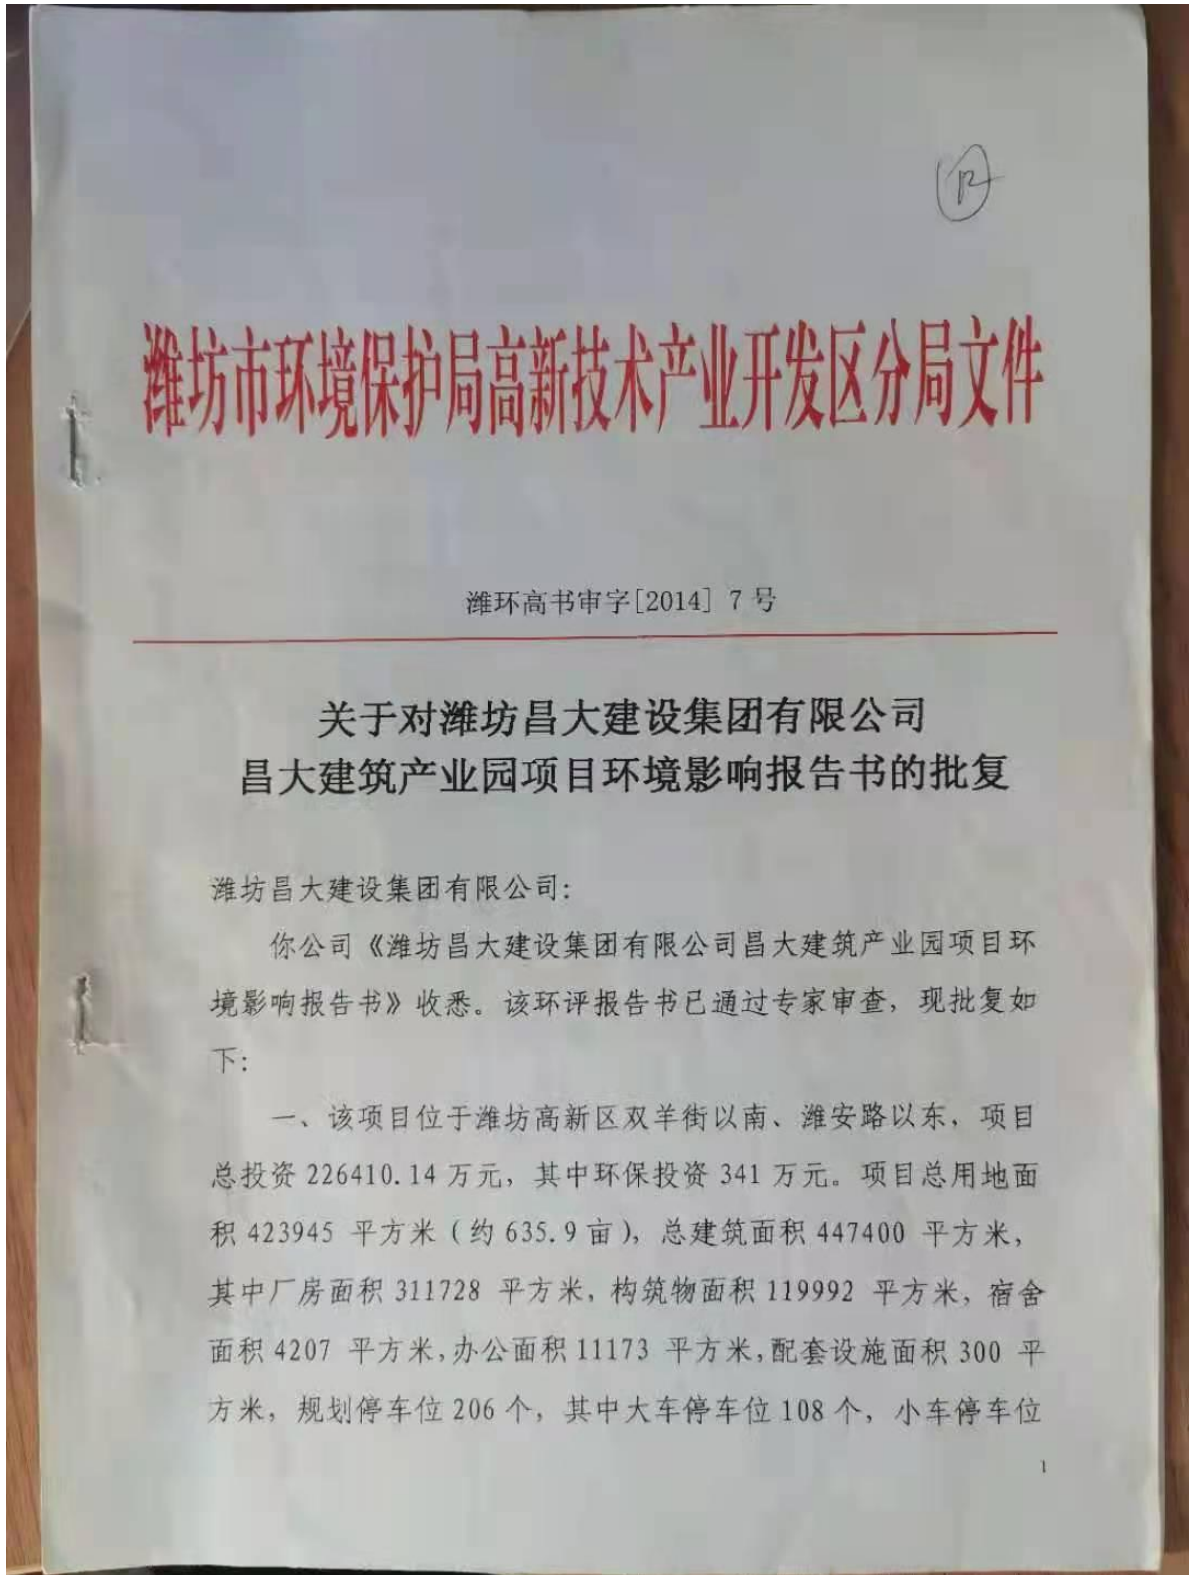 潍坊市环境保护局高新技术产业开发区分局文件
潍环高书审字[2014] 7号
关于对潍坊昌大建设集团有限公司
昌大建筑产业园项目环境影响报告书的批复
潍坊昌大建设集团有限公司:
你公司《潍坊昌大建设集团有限公司昌大建筑产业园项目环
境影响报告书》收悉。该环评报告书已通过专家审查，现批复如
下:
一、该项目位于潍坊高新区双羊街以南、潍安路以东，项目
总投资226410.14万元，其中环保投资341万元。项目总用地面
积423945 平方米(约635.9亩)，总建筑面积447400 平方米，
其中厂房面积311728 平方米，构筑物面积119992 平方米，宿舍
面积4207 平方米,办公面积11173 平方米,配套设施面积300 平
方米，规划停车位206个，其中大车停车位108个，小车停车位
1